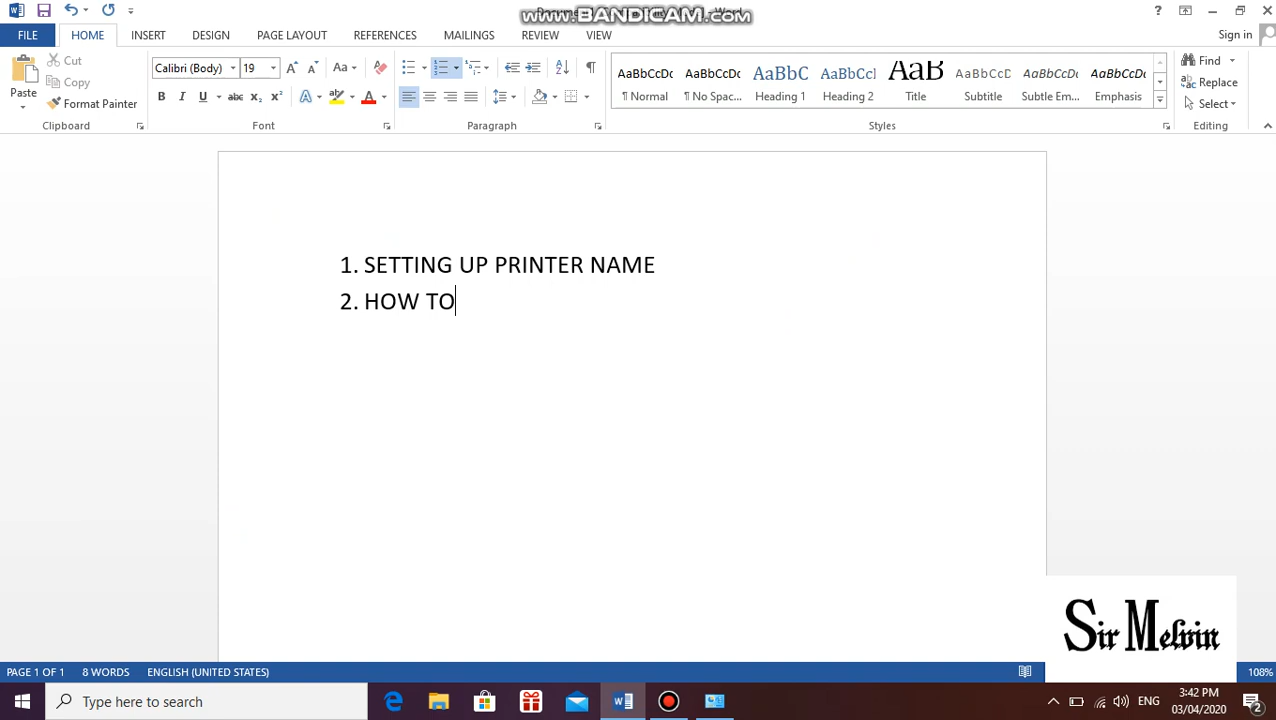 www.BANDICAM.com
Sign in
FILE HOME INSERT DESIGN PAGE LAYOUT REFERENCES MAILINGS REVIEW VIEW
Paste
Cut
Copy
Format Painter
Clipboard
Calibri (Body) 19
Font
Paragraph
AaBbCcDc AaBbCcDc AaBbC AaBbCcI AaB AaBbCcDc AaBbCcDc AaBbCcDc
¶ Normal ¶ No Spac... Heading 1 Heading 2 Title Subtitle Subtle Em... Emphasis
Styles
Find
Replace
Select
Editing
1. SETTING UP PRINTER NAME
2. HOW TO
Sir Melvin
PAGE 1 OF 1 8 WORDS ENGLISH (UNITED STATES) 108%
Type here to search
ENG
3:42 PM
03/04/2020
2